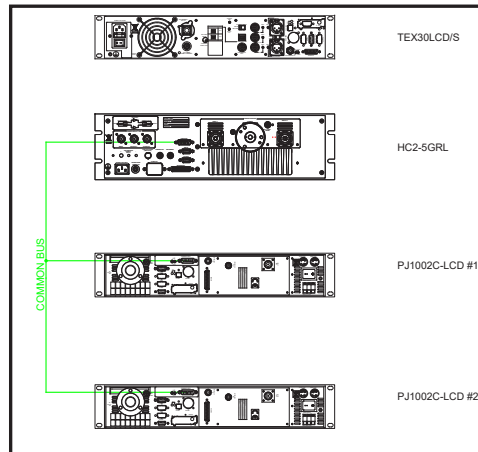 TEX30LCD/S
HC2-5GRL
COMMON BUS
PJ1002C-LCD #1
PJ1002C-LCD #2